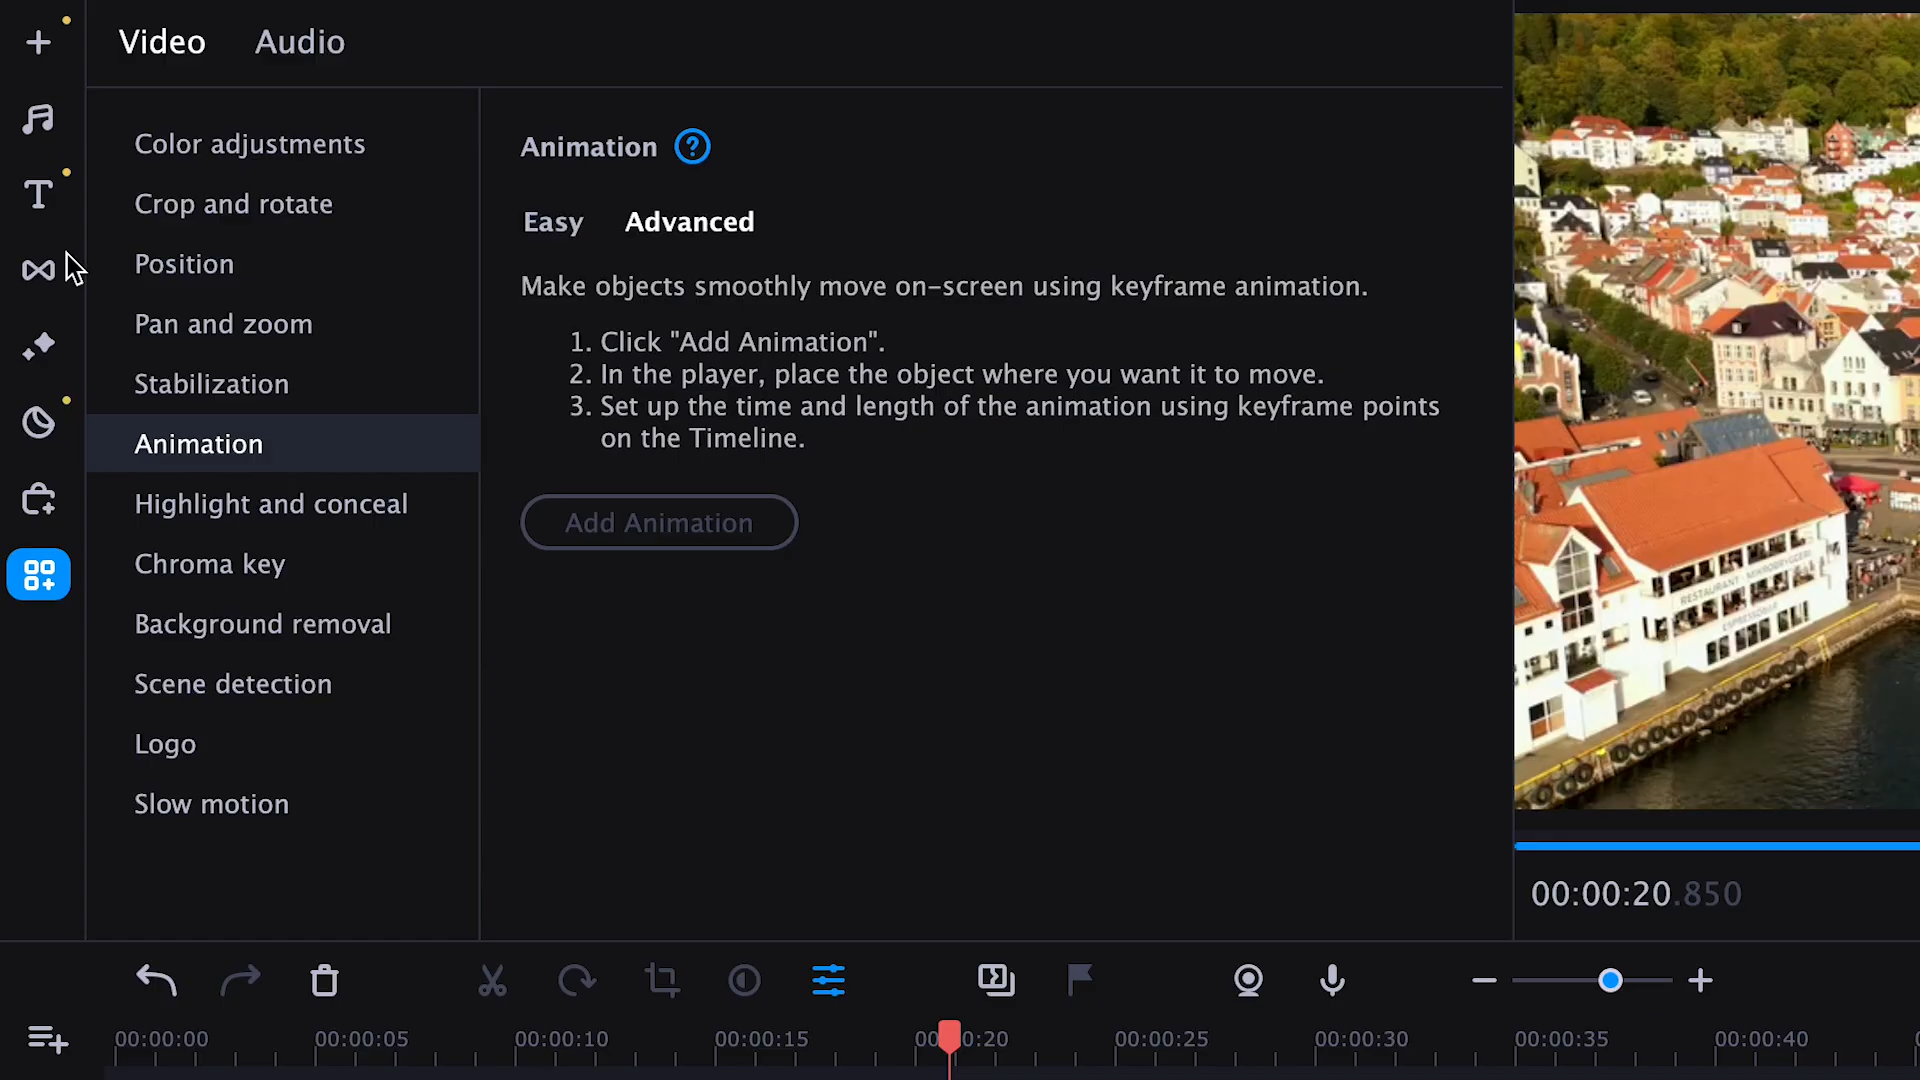 Video
Audio
Color adjustments
Crop and rotate
Position
Pan and zoom
Stabilization
Animation
Highlight and conceal
Chroma key
Background removal
Scene detection
Logo
Slow motion
Animation ?
Easy
Advanced
Make objects smoothly move on-screen using keyframe animation.
1. Click "Add Animation".
2. In the player, place the object where you want it to move.
3. Set up the time and length of the animation using keyframe points
on the Timeline.
Add Animation
RESTAURANT · MIKROBRYGGERI
ESPRESSOBAR
00:00:20.850
00:00:00
00:00:05
00:00:10
00:00:15
00:00:25
00:00:30
00:00:35
00:00:40